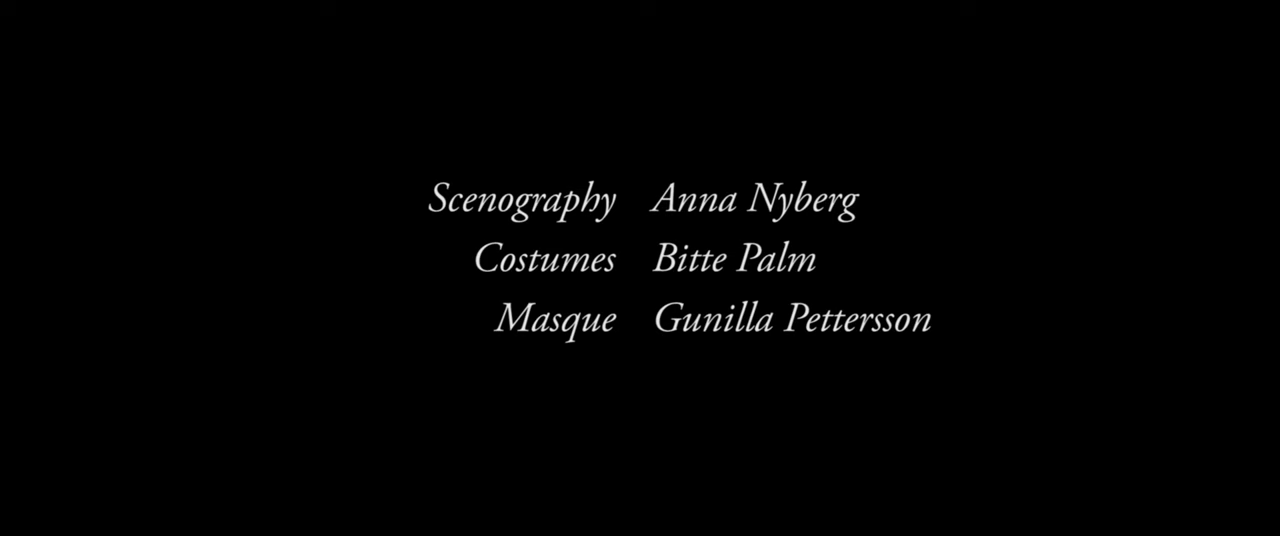 Scenography Anna Nyberg
Costumes Bitte Palm
Masque Gunilla Pettersson